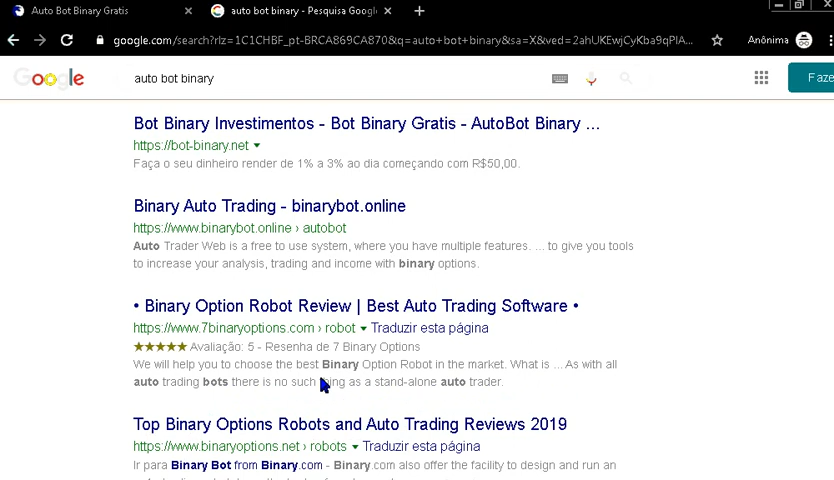 Auto Bot Binary Gratis
auto bot binary - Pesquisa Googl
google.com/search?rlz=1C1CHBF_pt-BRCA869CA870&q=auto+bot+binary&sa=X&ved=2ahUKEwjCyKba9qPIA...
Anônima
Google
auto bot binary
Faze
Bot Binary Investimentos - Bot Binary Gratis - AutoBot Binary ...
https://bot-binary.net
Faça o seu dinheiro render de 1% a 3% ao dia começando com R$50,00.
Binary Auto Trading - binarybot.online
https://www.binarybot.online › autobot
Auto Trader Web is a free to use system, where you have multiple features. ... to give you tools
to increase your analysis, trading and income with binary options.
• Binary Option Robot Review | Best Auto Trading Software •
https://www.7binaryoptions.com › robot Traduzir esta página
★★★★★ Avaliação: 5 - Resenha de 7 Binary Options
We will help you to choose the best Binary Option Robot in the market. What is ... As with all
auto trading bots there is no such thing as a stand-alone auto trader.
Top Binary Options Robots and Auto Trading Reviews 2019
https://www.binaryoptions.net › robots Traduzir esta página
Ir para Binary Bot from Binary.com - Binary.com also offer the facility to design and run an